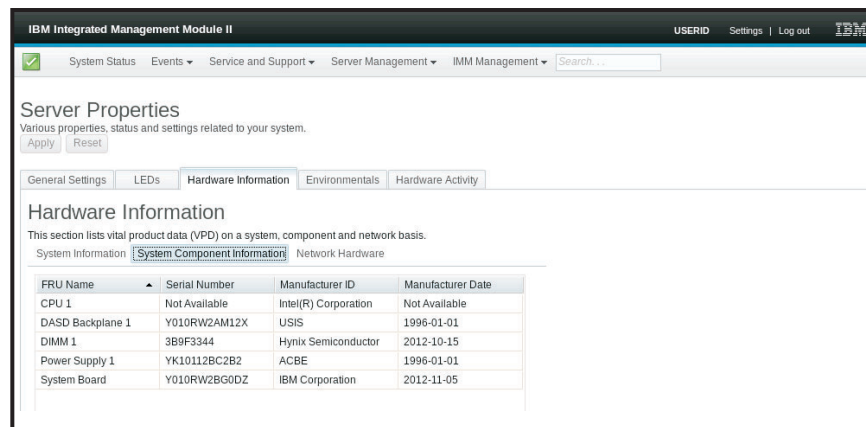 IBM Integrated Management Module II USERID Settings | Log out IBM
System Status Events Service and Support Server Management IMM Management Search...
Server Properties
Various properties, status and settings related to your system.
Apply Reset
General Settings LEDs Hardware Information Environmentals Hardware Activity
Hardware Information
This section lists vital product data (VPD) on a system, component and network basis.
System Information System Component Information Network Hardware
FRU Name Serial Number Manufacturer ID Manufacturer Date
CPU 1 Not Available Intel(R) Corporation Not Available
DASD Backplane 1 Y010RW2AM12X USIS 1996-01-01
DIMM 1 3B9F3344 Hynix Semiconductor 2012-10-15
Power Supply 1 YK10112BC2B2 ACBE 1996-01-01
System Board Y010RW2BG0DZ IBM Corporation 2012-11-05